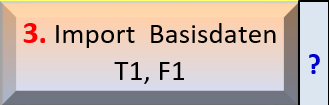 3. Import Basisdaten
T1, F1
?